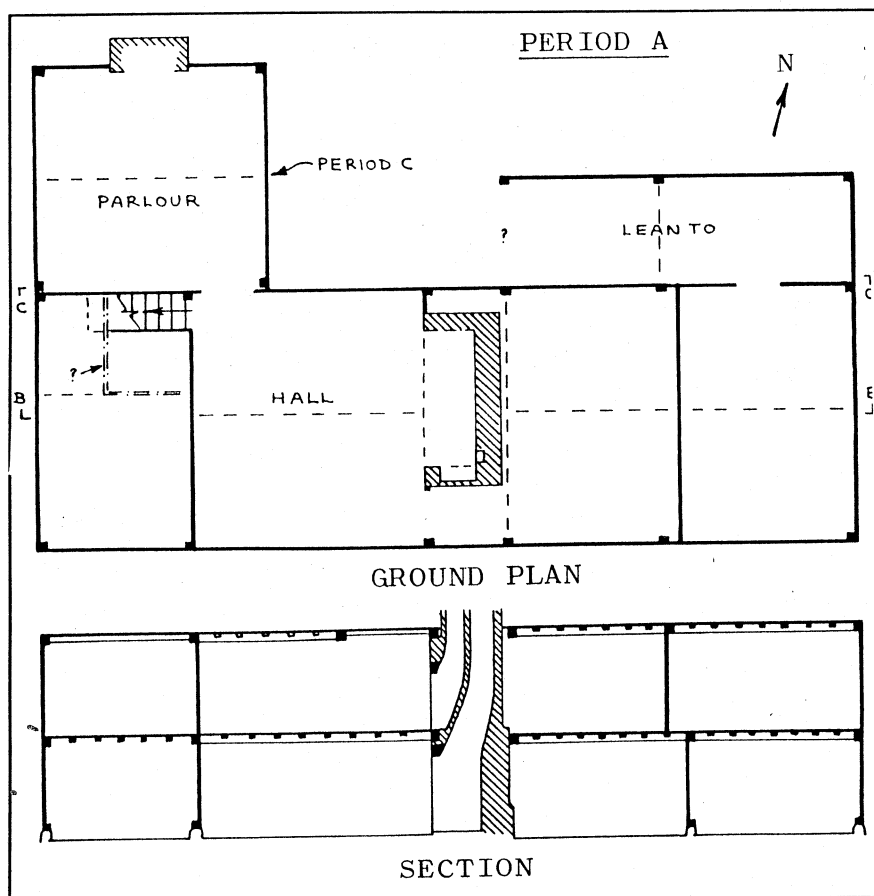 PERIOD A
N
PERIOD C
PARLOUR
?
LEAN TO
C
C
?
HALL
B
B
GROUND PLAN
SECTION